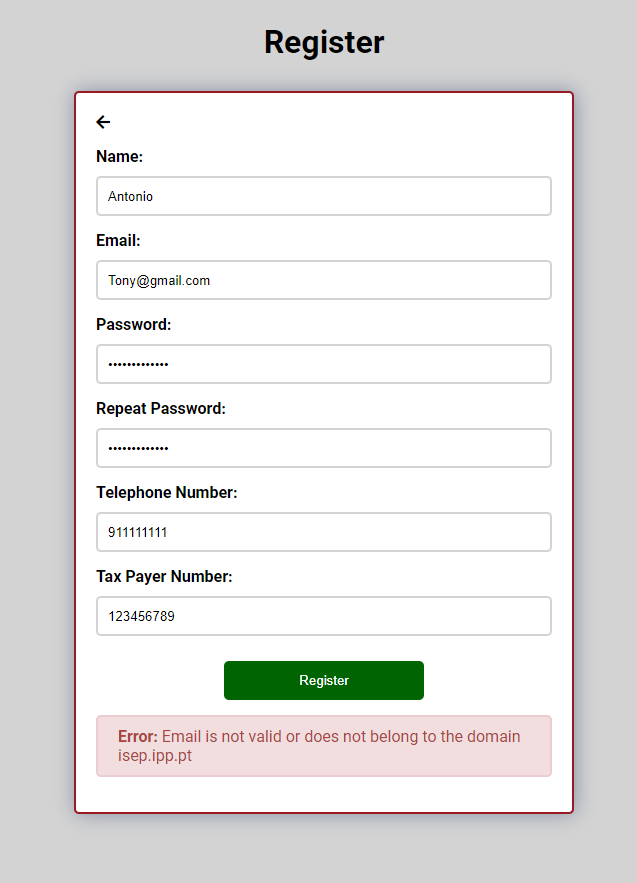 Register
Name:
Antonio
Email:
Tony@gmail.com
Password:
•••••••••••••
Repeat Password:
•••••••••••••
Telephone Number:
911111111
Tax Payer Number:
123456789
Register
Error: Email is not valid or does not belong to the domain
isep.ipp.pt